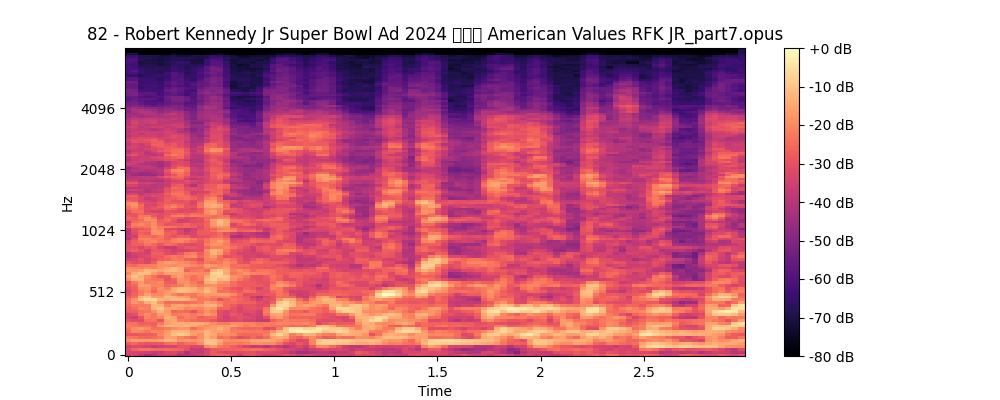 82 - Robert Kennedy Jr Super Bowl Ad 2024 American Values RFK JR_part7.opus
+0 dB
-10 dB
-20 dB
-30 dB
-40 dB
-50 dB
-60 dB
-70 dB
-80 dB
4096
2048
1024
512
0
Hz
0 0.5 1 1.5 2 2.5
Time